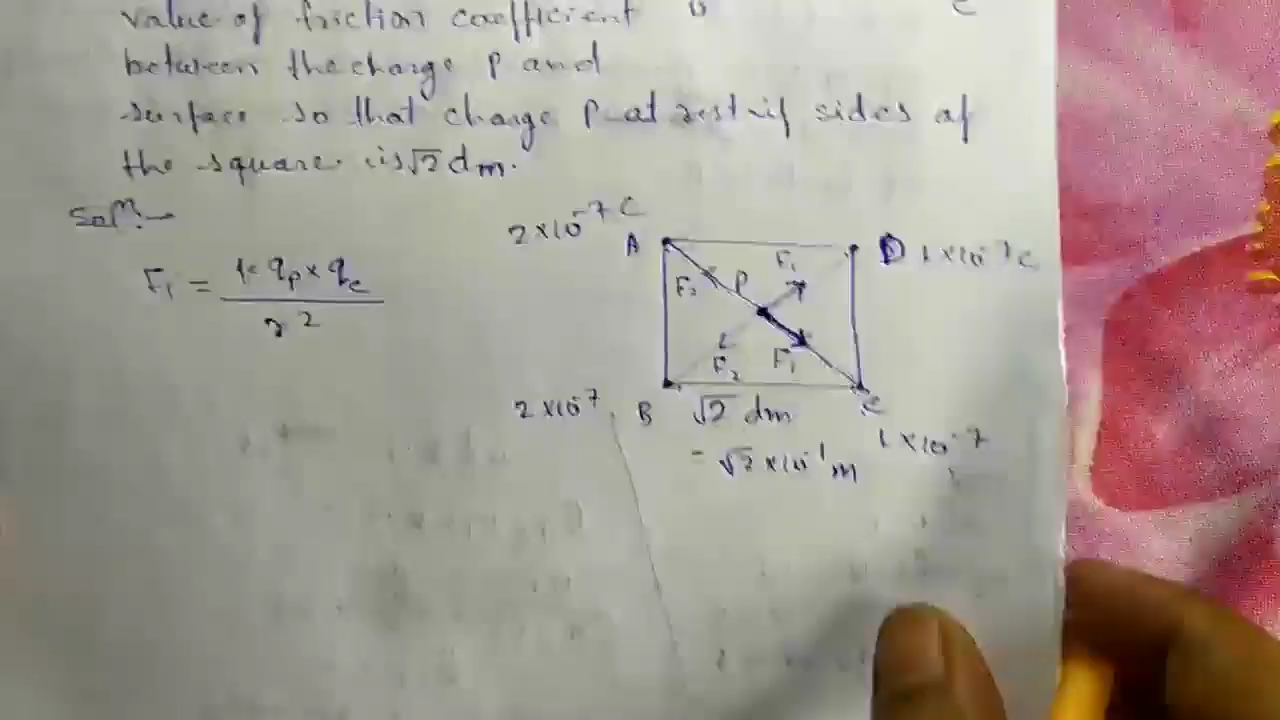 value of friction coefficient
between the charge P and
surface so that charge P at rest if sides of
the square is √2 dm.
Solⁿ:-
F₁ = k qₚ × q_c / r²
2×10⁻⁷ C
A
D 1×10⁻⁷ C
F₁
F₂
P
F₂
F₁
2×10⁻⁷
B
√2 dm
C
= √2 ×10⁻¹ m
1×10⁻⁷